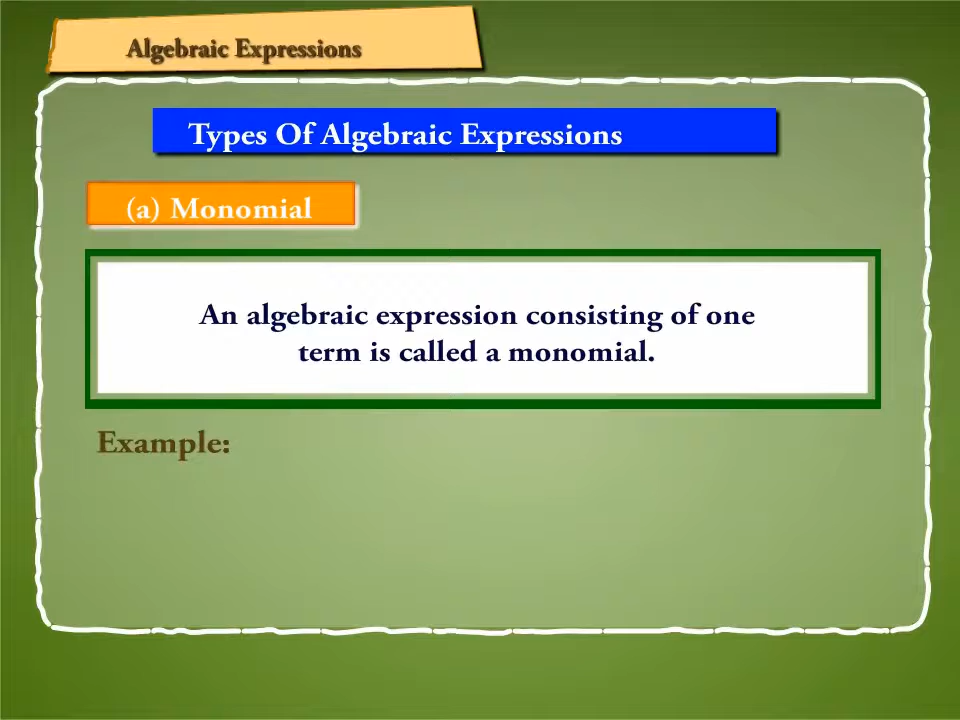 Algebraic Expressions
Types Of Algebraic Expressions
(a) Monomial
An algebraic expression consisting of one
term is called a monomial.
Example: